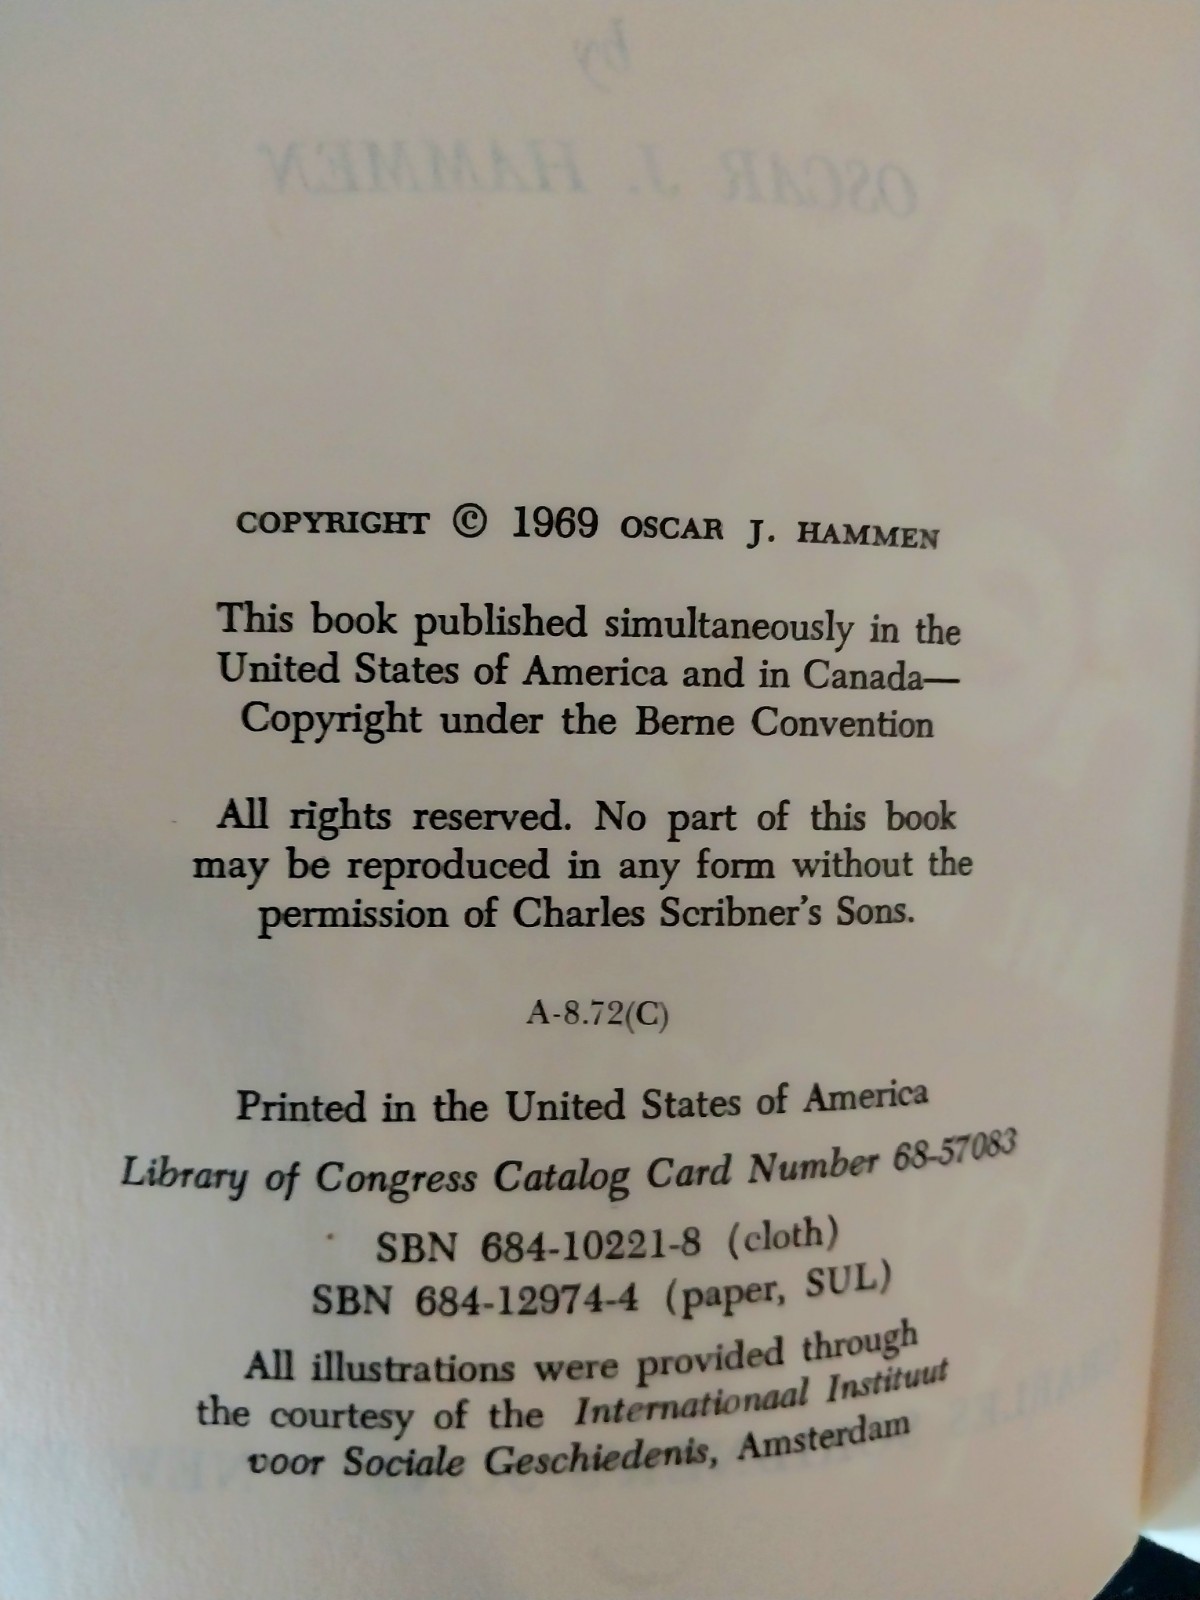 by
OSCAR J. HAMMEN
COPYRIGHT © 1969 OSCAR J. HAMMEN
This book published simultaneously in the
United States of America and in Canada—
Copyright under the Berne Convention
All rights reserved. No part of this book
may be reproduced in any form without the
permission of Charles Scribner's Sons.
A-8.72(C)
Printed in the United States of America
Library of Congress Catalog Card Number 68-57083
SBN 684-10221-8 (cloth)
SBN 684-12974-4 (paper, SUL)
All illustrations were provided through
the courtesy of the Internationaal Instituut
voor Sociale Geschiedenis, Amsterdam